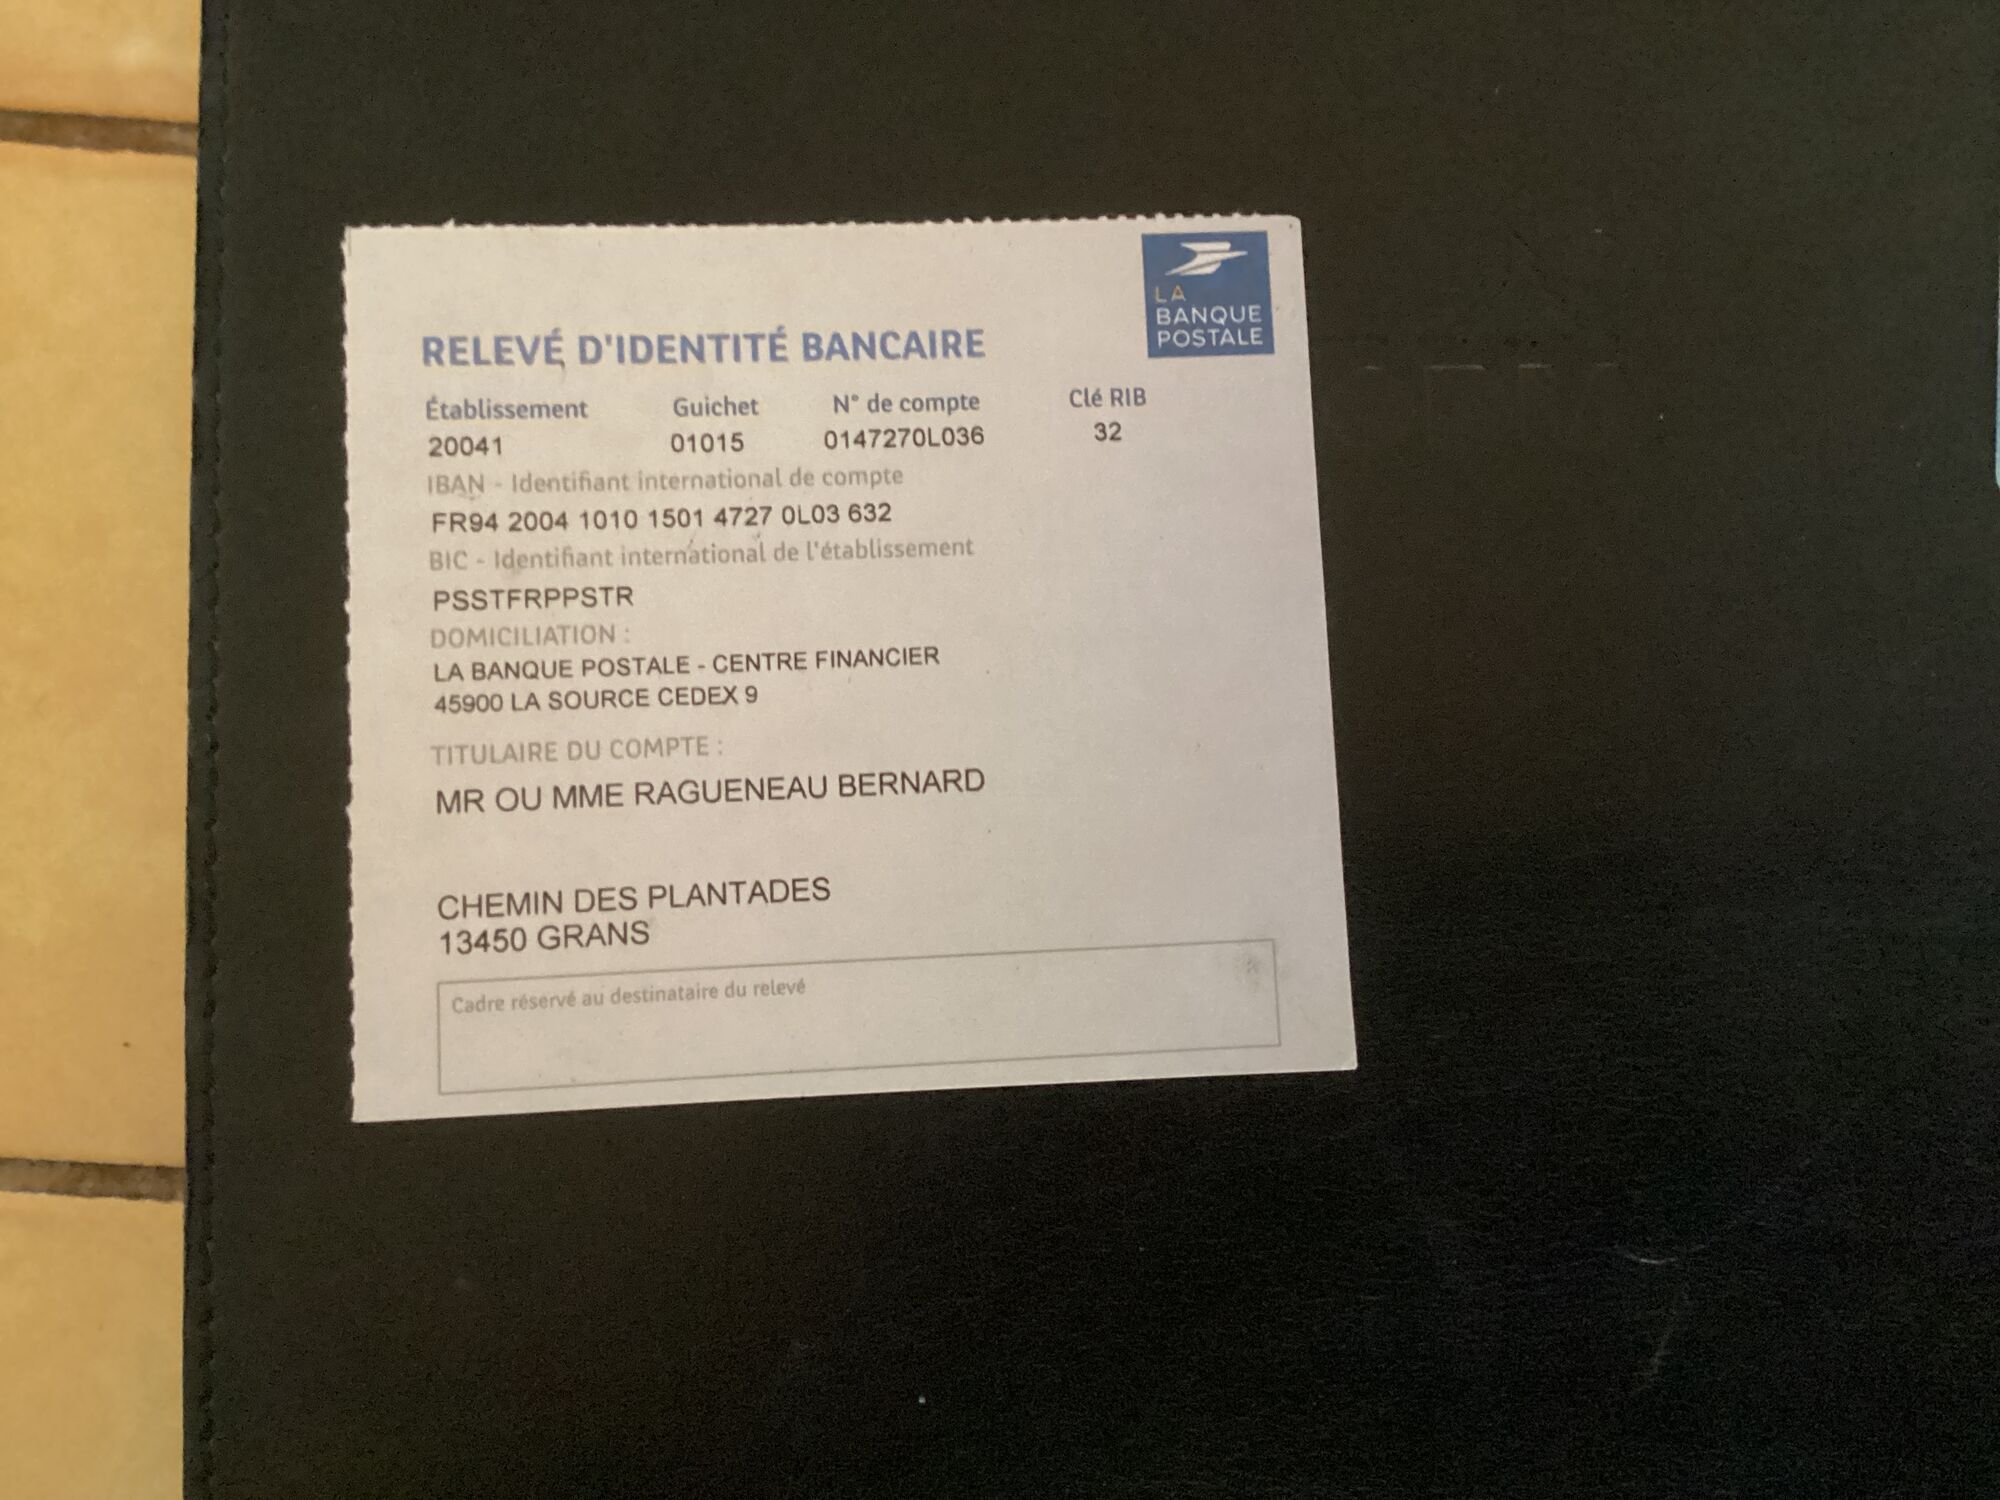 LA
BANQUE
POSTALE
RELEVÉ D'IDENTITÉ BANCAIRE
Établissement Guichet N° de compte Clé RIB
20041 01015 0147270L036 32
IBAN - Identifiant international de compte
FR94 2004 1010 1501 4727 0L03 632
BIC - Identifiant international de l'établissement
PSSTFRPPSTR
DOMICILIATION :
LA BANQUE POSTALE - CENTRE FINANCIER
45900 LA SOURCE CEDEX 9
TITULAIRE DU COMPTE :
MR OU MME RAGUENEAU BERNARD
CHEMIN DES PLANTADES
13450 GRANS
Cadre réservé au destinataire du relevé